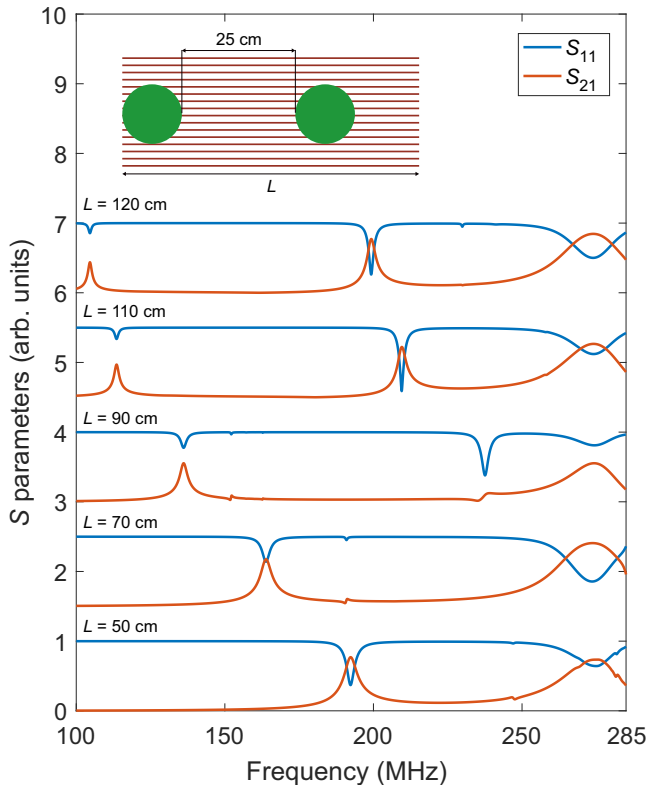 10
9
8
7
6
5
4
3
2
1
0
S parameters (arb. units)
25 cm
L
S11
S21
L = 120 cm
L = 110 cm
L = 90 cm
L = 70 cm
L = 50 cm
100 150 200 250 285
Frequency (MHz)